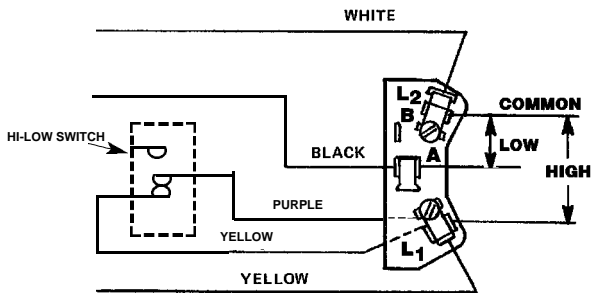 WHITE
L2
B
COMMON
HI-LOW SWITCH
LOW
BLACK
A
HIGH
PURPLE
YELLOW
L1
YELLOW